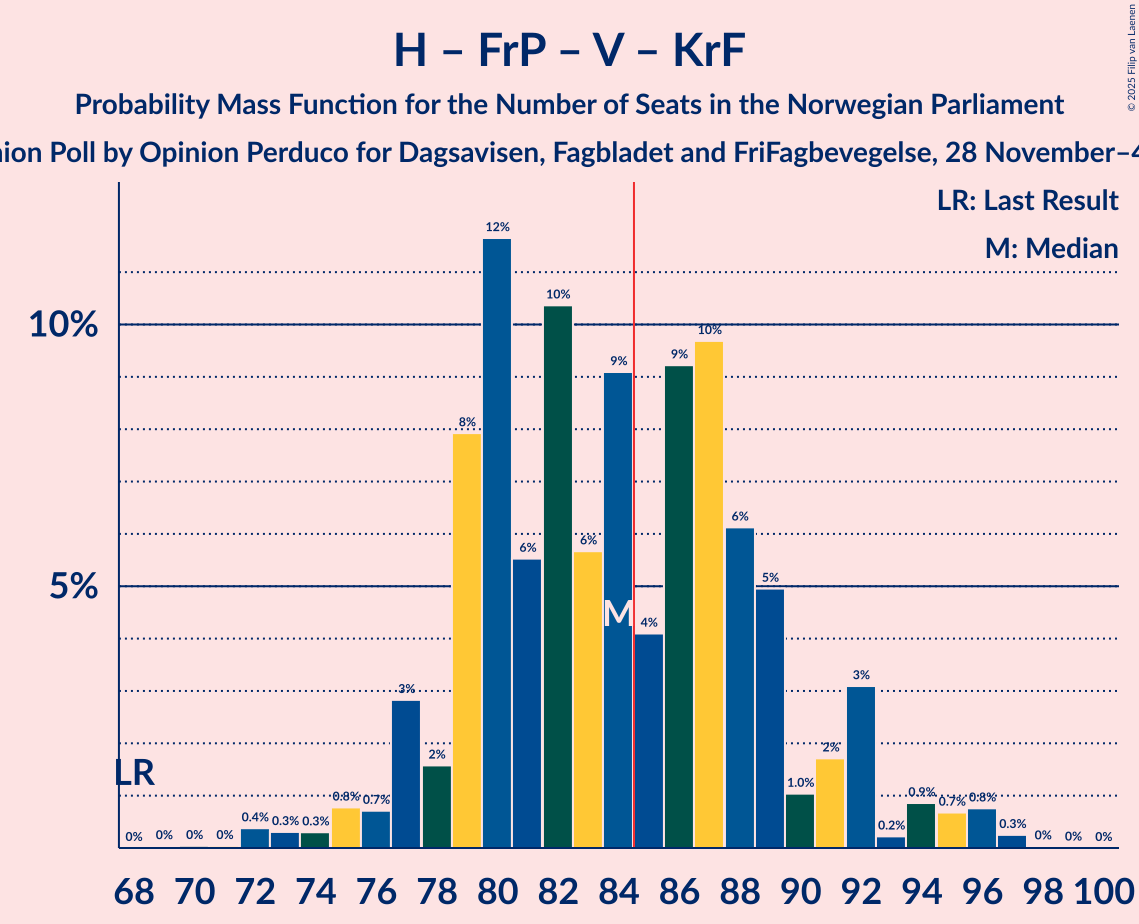 H – FrP – V – KrF
Probability Mass Function for the Number of Seats in the Norwegian Parliament
Poll by Opinion Perduco for Dagsavisen, Fagbladet and FriFagbevegelse, 28 November–4
© 2025 Filip van Laenen
LR: Last Result
M: Median
10%
5%
LR
M
0% 0% 0% 0% 0.4% 0.3% 0.3% 0.8% 0.7% 3% 2% 8% 12% 6% 10% 6% 9% 4% 9% 10% 6% 5% 1.0% 2% 3% 0.2% 0.9% 0.7% 0.8% 0.3% 0% 0% 0%
68 70 72 74 76 78 80 82 84 86 88 90 92 94 96 98 100